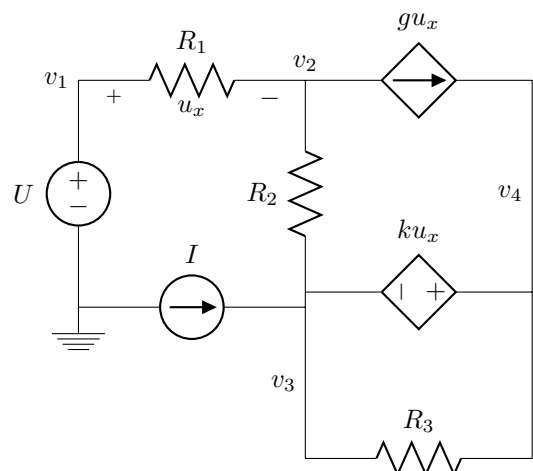 gu_x
R_1
v_1
v_2
+
u_x
−
U
+
−
R_2
v_4
ku_x
I
−
+
v_3
R_3